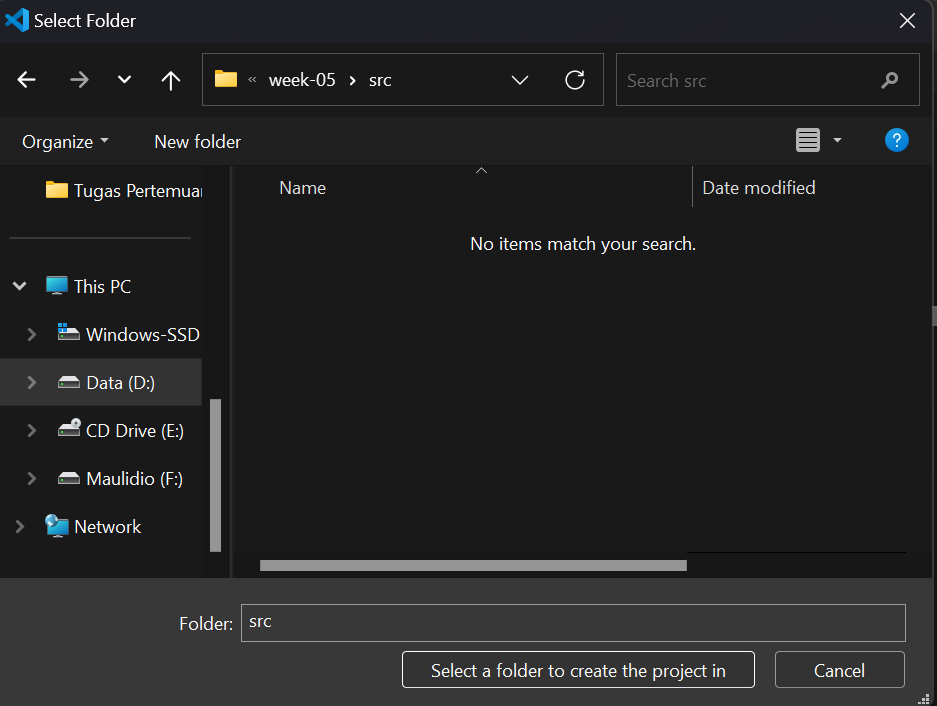 Select Folder
« week-05 › src
Search src
Organize
New folder
?
Name
Date modified
Tugas Pertemuan
No items match your search.
This PC
Windows-SSD
Data (D:)
CD Drive (E:)
Maulidio (F:)
Network
Folder: src
Select a folder to create the project in
Cancel